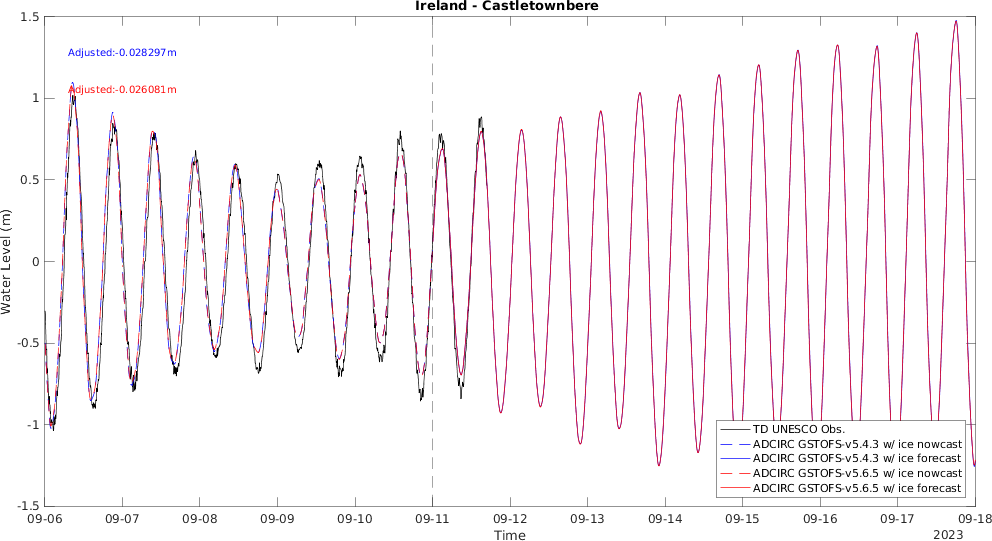 Ireland - Castletownbere
Adjusted:-0.028297m
Adjusted:-0.026081m
1.5
1
0.5
0
-0.5
-1
-1.5
Water Level (m)
TD UNESCO Obs.
ADCIRC GSTOFS-v5.4.3 w/ ice nowcast
ADCIRC GSTOFS-v5.4.3 w/ ice forecast
ADCIRC GSTOFS-v5.6.5 w/ ice nowcast
ADCIRC GSTOFS-v5.6.5 w/ ice forecast
09-06 09-07 09-08 09-09 09-10 09-11 09-12 09-13 09-14 09-15 09-16 09-17 09-18
Time
2023